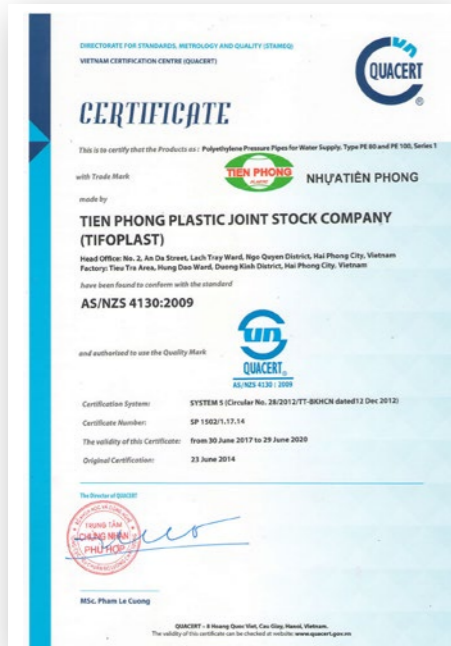 DIRECTORATE FOR STANDARDS, METROLOGY AND QUALITY (STAMEQ)
VIETNAM CERTIFICATION CENTRE (QUACERT)
QUACERT
®
CERTIFICATE
This is to certify that the Products as : Polyethylene Pressure Pipes for Water Supply. Type PE 80 and PE 100, Series 1
with Trade Mark
TIEN PHONG
PLASTIC
NHỰATIÊN PHONG
made by
TIEN PHONG PLASTIC JOINT STOCK COMPANY
(TIFOPLAST)
Head Office: No. 2, An Da Street, Lach Tray Ward, Ngo Quyen District, Hai Phong City, Vietnam
Factory: Tieu Tra Area, Hung Dao Ward, Duong Kinh District, Hai Phong City, Vietnam
have been found to conform with the standard
AS/NZS 4130:2009
and authorised to use the Quality Mark
QUACERT®
AS/NZS 4130 : 2009
Certification System: SYSTEM 5 (Circular No. 28/2012/TT-BKHCN dated12 Dec 2012)
Certificate Number: SP 1502/1.17.14
The validity of this Certificate: from 30 June 2017 to 29 June 2020
Original Certification: 23 June 2014
The Director of QUACERT
TRUNG TÂM
CHỨNG NHẬN
PHÙ HỢP
MSc. Pham Le Cuong
QUACERT – 8 Hoang Quoc Viet, Cau Giay, Hanoi, Vietnam.
The validity of this certificate can be checked at website: www.quacert.gov.vn